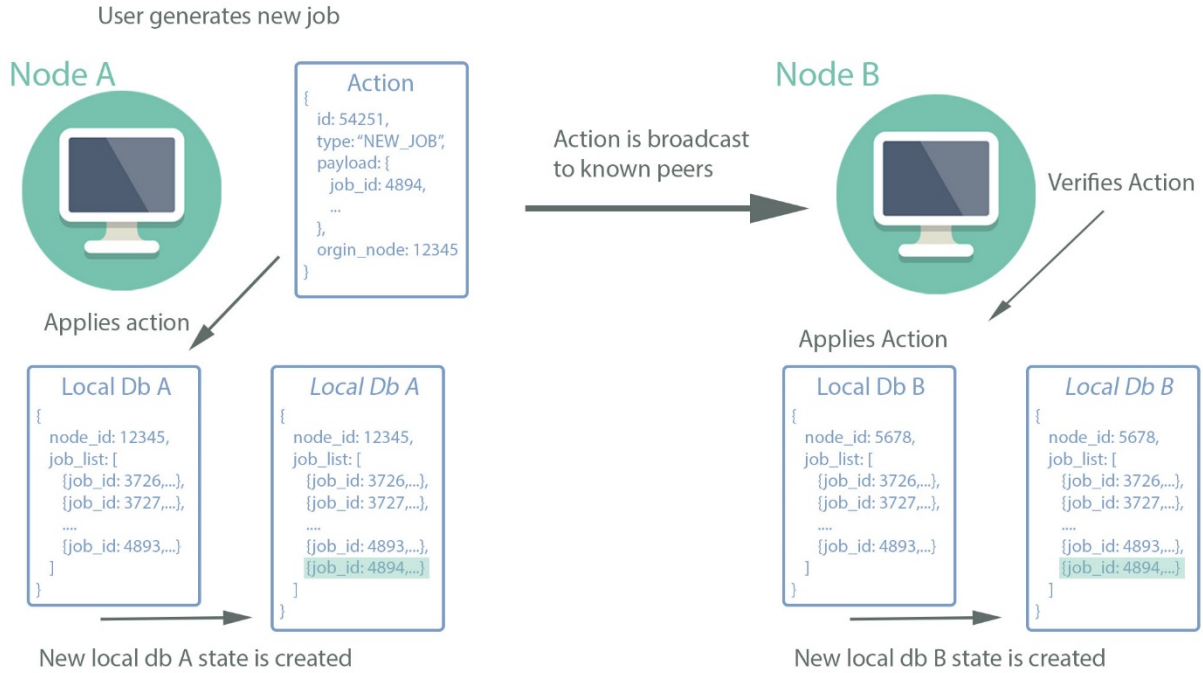 User generates new job
Node A
Action
{
id: 54251,
type: “NEW_JOB”,
payload: {
job_id: 4894,
...
},
orgin_node: 12345
}
Action is broadcast
to known peers
Node B
Verifies Action
Applies action
Applies Action
Local Db A
{
node_id: 12345,
job_list: [
{job_id: 3726,...},
{job_id: 3727,...},
....
{job_id: 4893,...}
]
}
Local Db A
{
node_id: 12345,
job_list: [
{job_id: 3726,...},
{job_id: 3727,...},
....
{job_id: 4893,...},
{job_id: 4894,...}
]
}
New local db A state is created
Local Db B
{
node_id: 5678,
job_list: [
{job_id: 3726,...},
{job_id: 3727,...},
....
{job_id: 4893,...}
]
}
Local Db B
{
node_id: 5678,
job_list: [
{job_id: 3726,...},
{job_id: 3727,...},
....
{job_id: 4893,...},
{job_id: 4894,...}
]
}
New local db B state is created